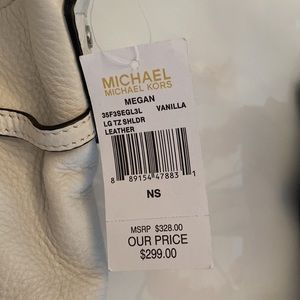 MICHAEL
MICHAEL KORS
MEGAN
35F3SEGL3L VANILLA
LG TZ SHLDR
LEATHER
8 89154 47883 1
NS
MSRP $328.00
OUR PRICE
$299.00